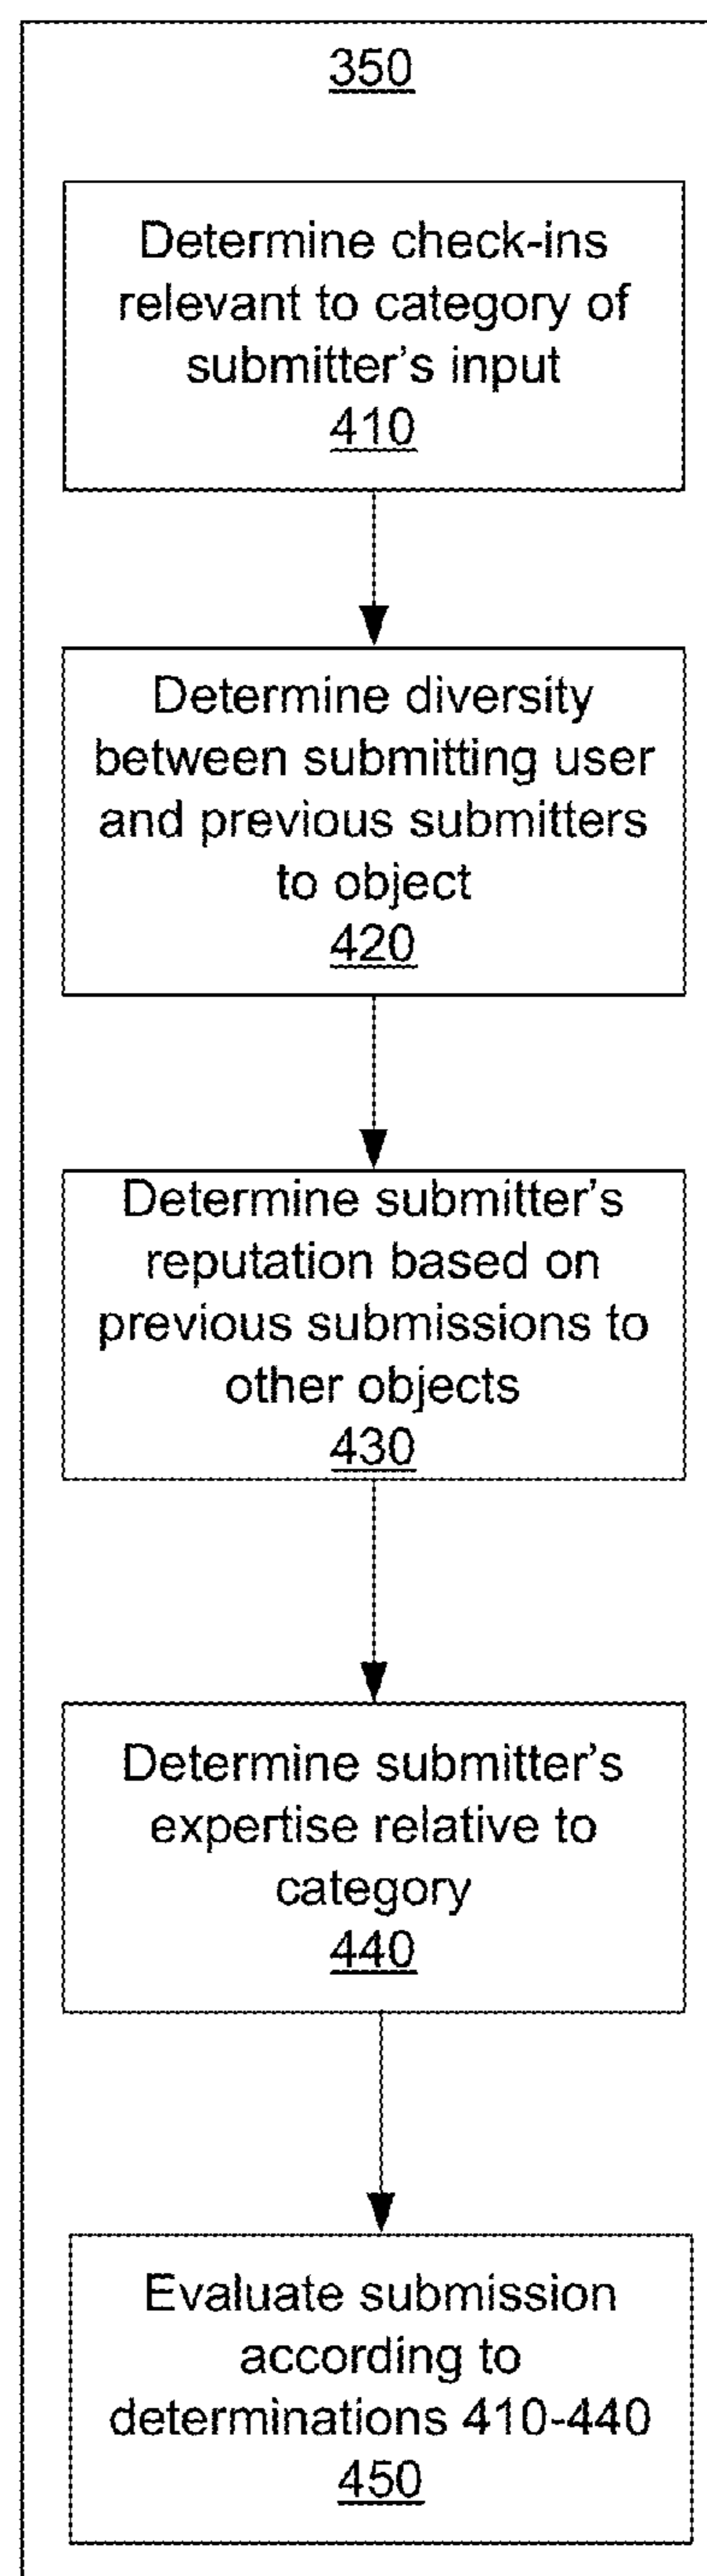 350
Determine check-ins
relevant to category of
submitter's input
410
Determine diversity
between submitting user
and previous submitters
to object
420
Determine submitter's
reputation based on
previous submissions to
other objects
430
Determine submitter's
expertise relative to
category
440
Evaluate submission
according to
determinations 410-440
450